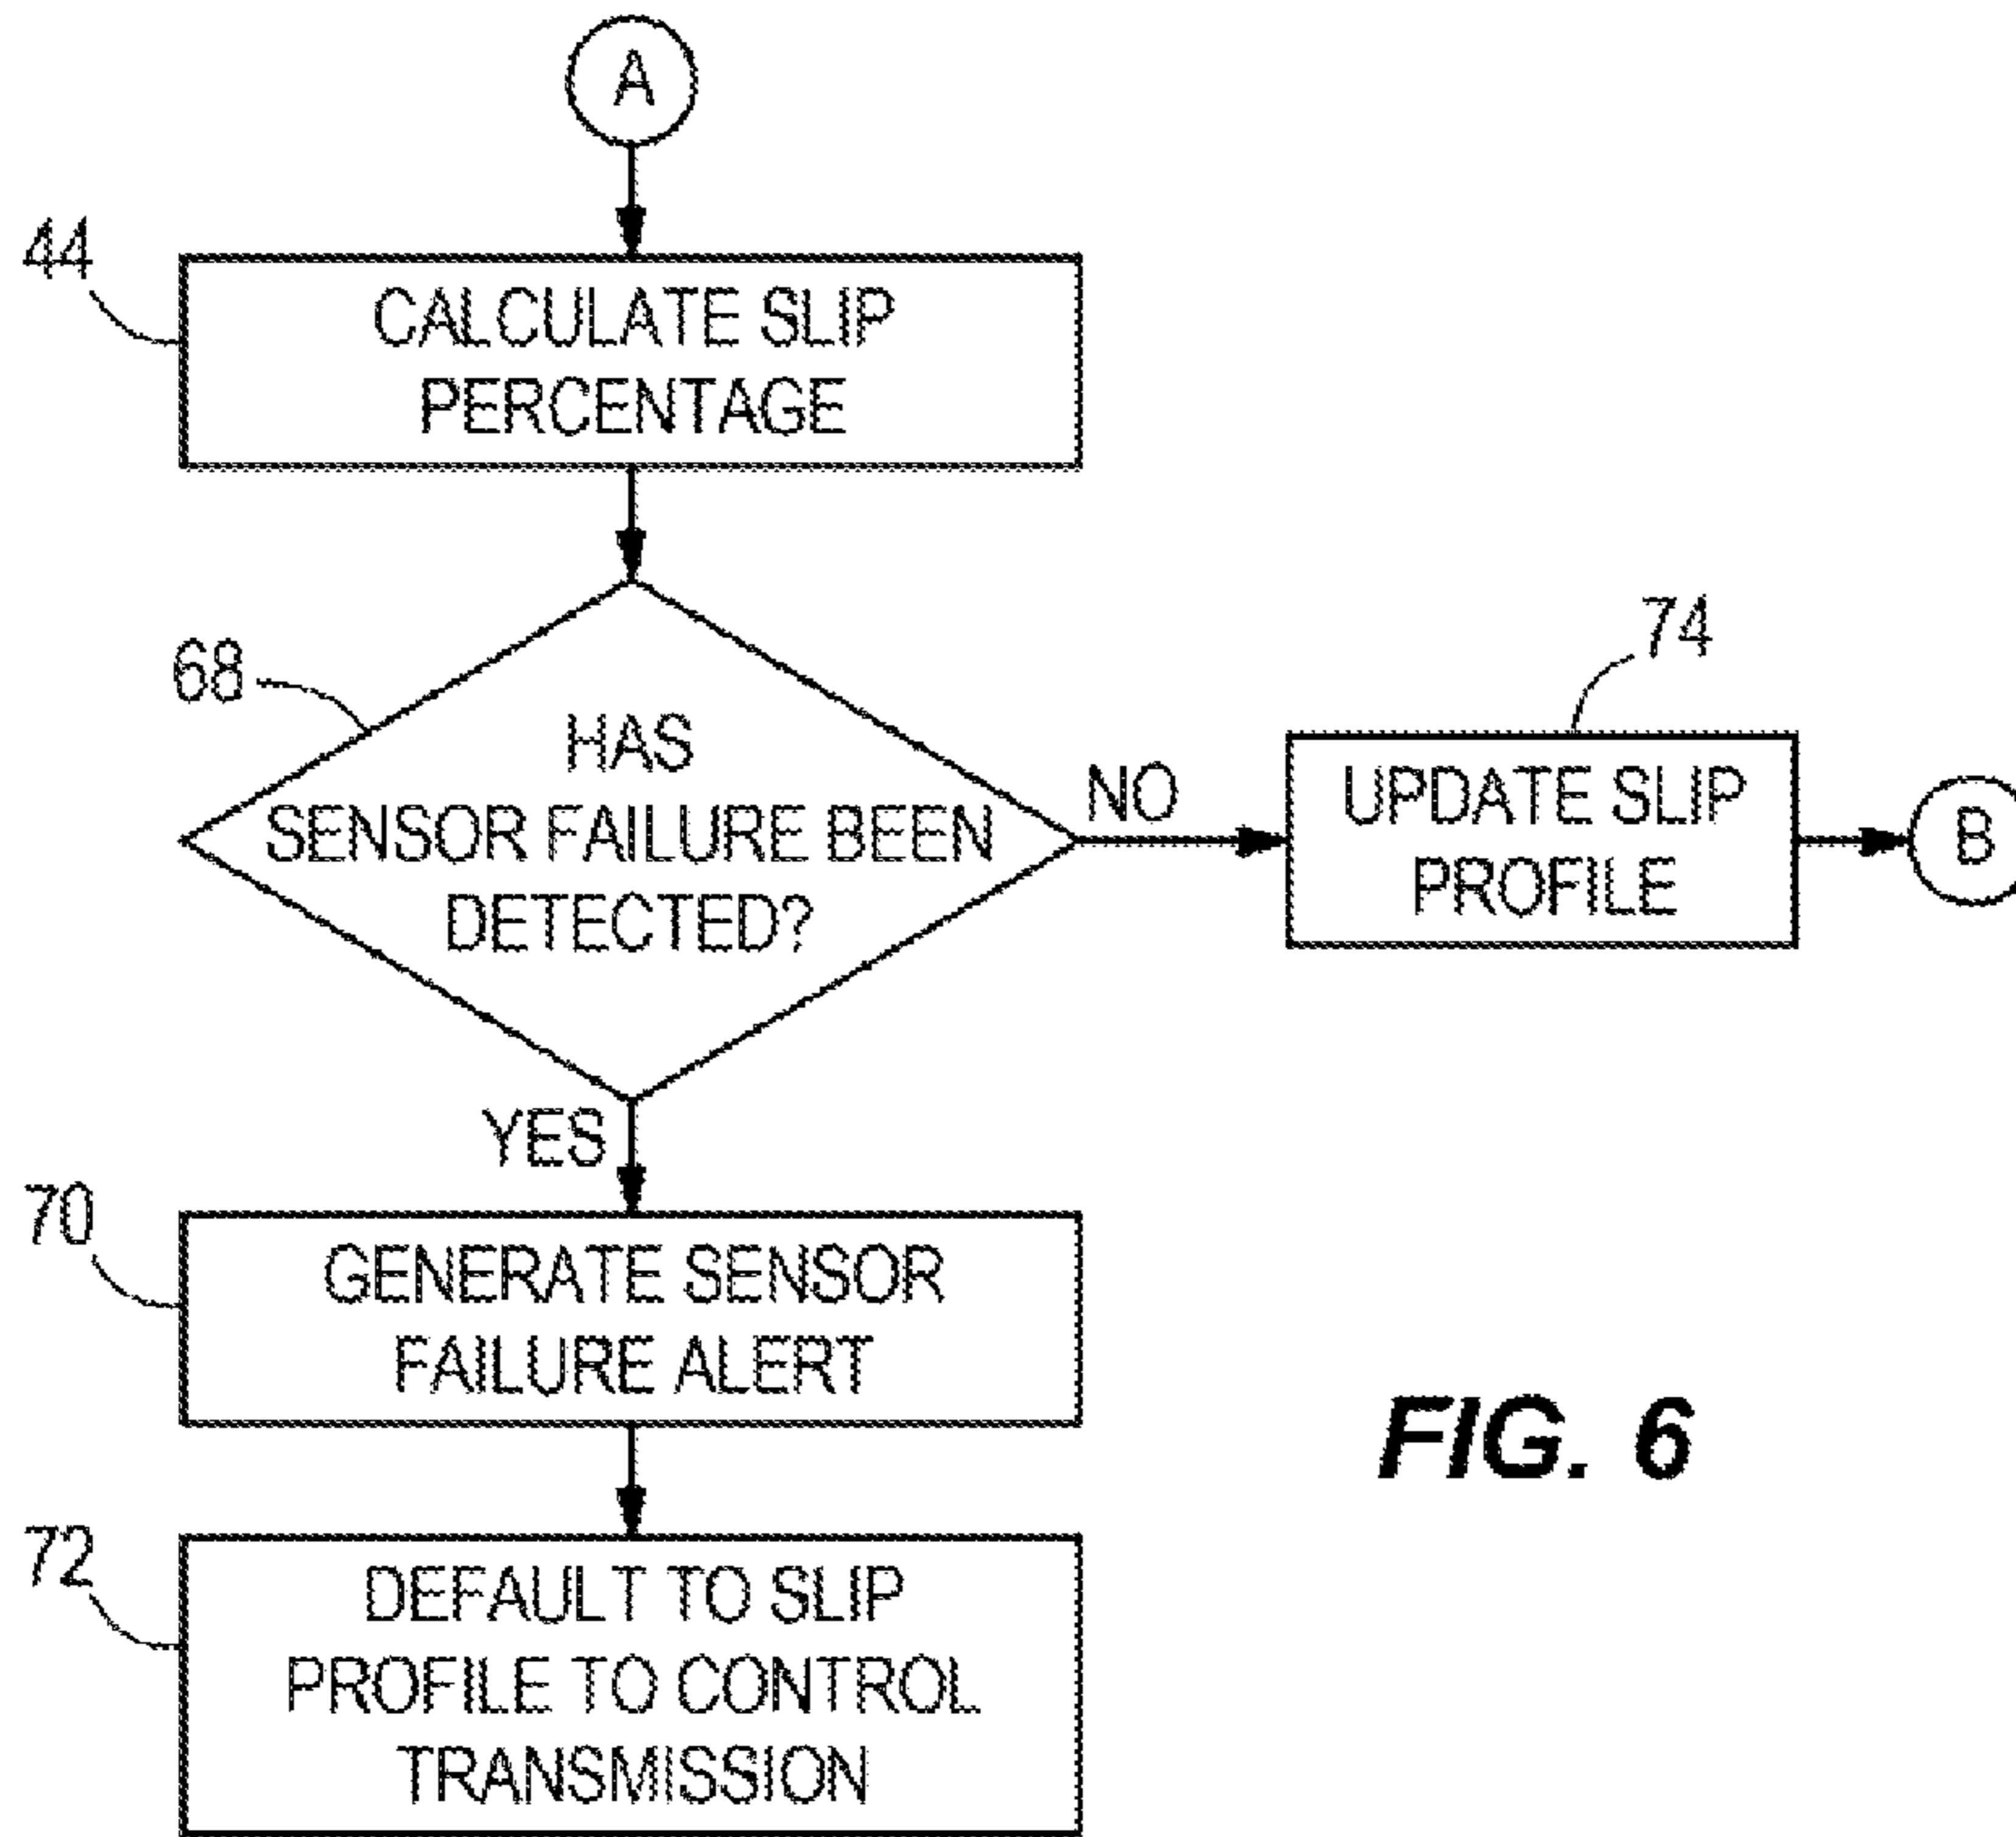 A
44
CALCULATE SLIP
PERCENTAGE
68
HAS
SENSOR FAILURE BEEN
DETECTED?
NO
74
UPDATE SLIP
PROFILE
B
YES
70
GENERATE SENSOR
FAILURE ALERT
72
DEFAULT TO SLIP
PROFILE TO CONTROL
TRANSMISSION
FIG. 6